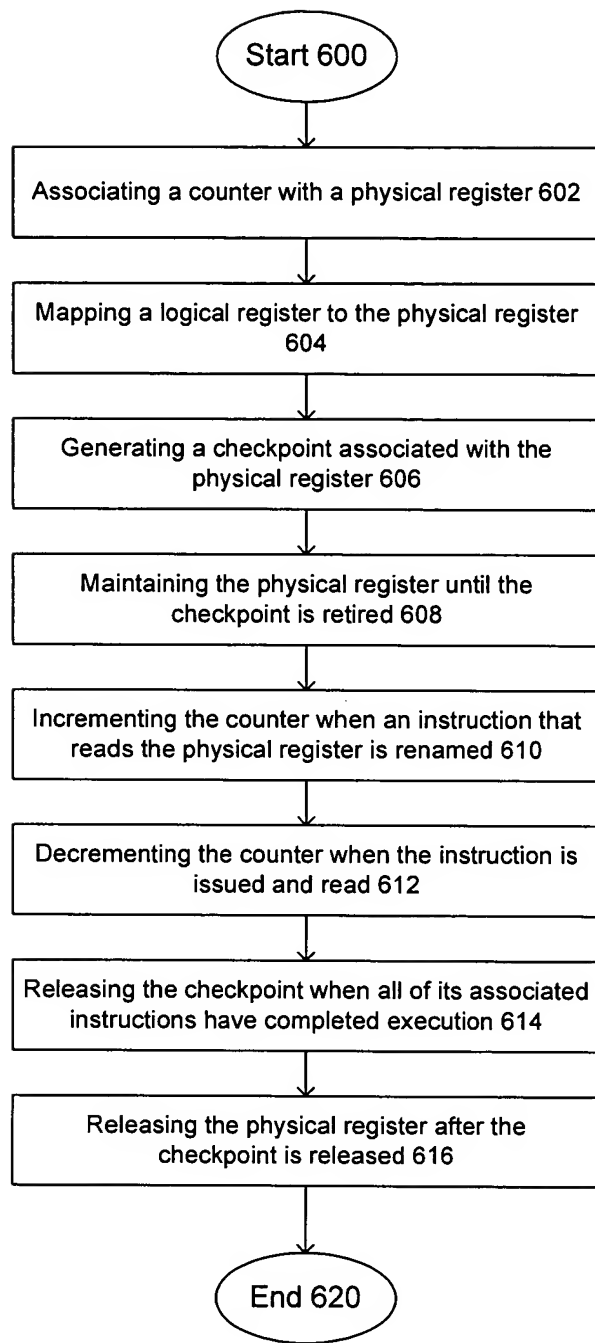 Start 600
Associating a counter with a physical register 602
Mapping a logical register to the physical register
604
Generating a checkpoint associated with the
physical register 606
Maintaining the physical register until the
checkpoint is retired 608
Incrementing the counter when an instruction that
reads the physical register is renamed 610
Decrementing the counter when the instruction is
issued and read 612
Releasing the checkpoint when all of its associated
instructions have completed execution 614
Releasing the physical register after the
checkpoint is released 616
End 620